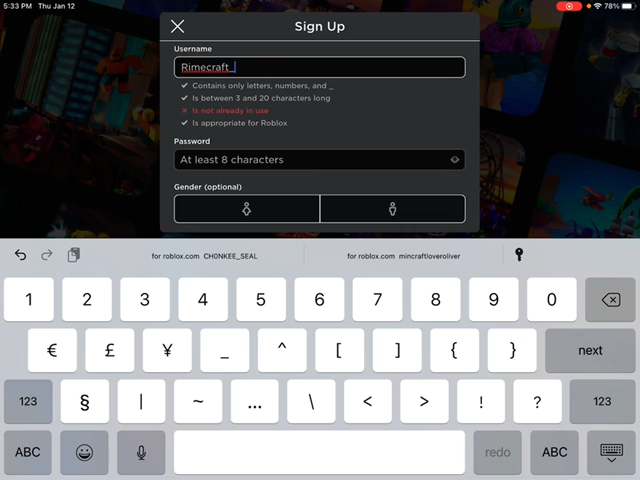 5:33 PM Thu Jan 12
78%
Sign Up
Username
Rimecraft_
Contains only letters, numbers, and _
Is between 3 and 20 characters long
Is not already in use
Is appropriate for Roblox
Password
At least 8 characters
Gender (optional)
for roblox.com CHONKEE_SEAL
for roblox.com mincraftloveroliver
1 2 3 4 5 6 7 8 9 0
€ £ ¥ _ ^ [ ] { } next
123 § | ~ ... \ < > ! ? 123
ABC redo ABC